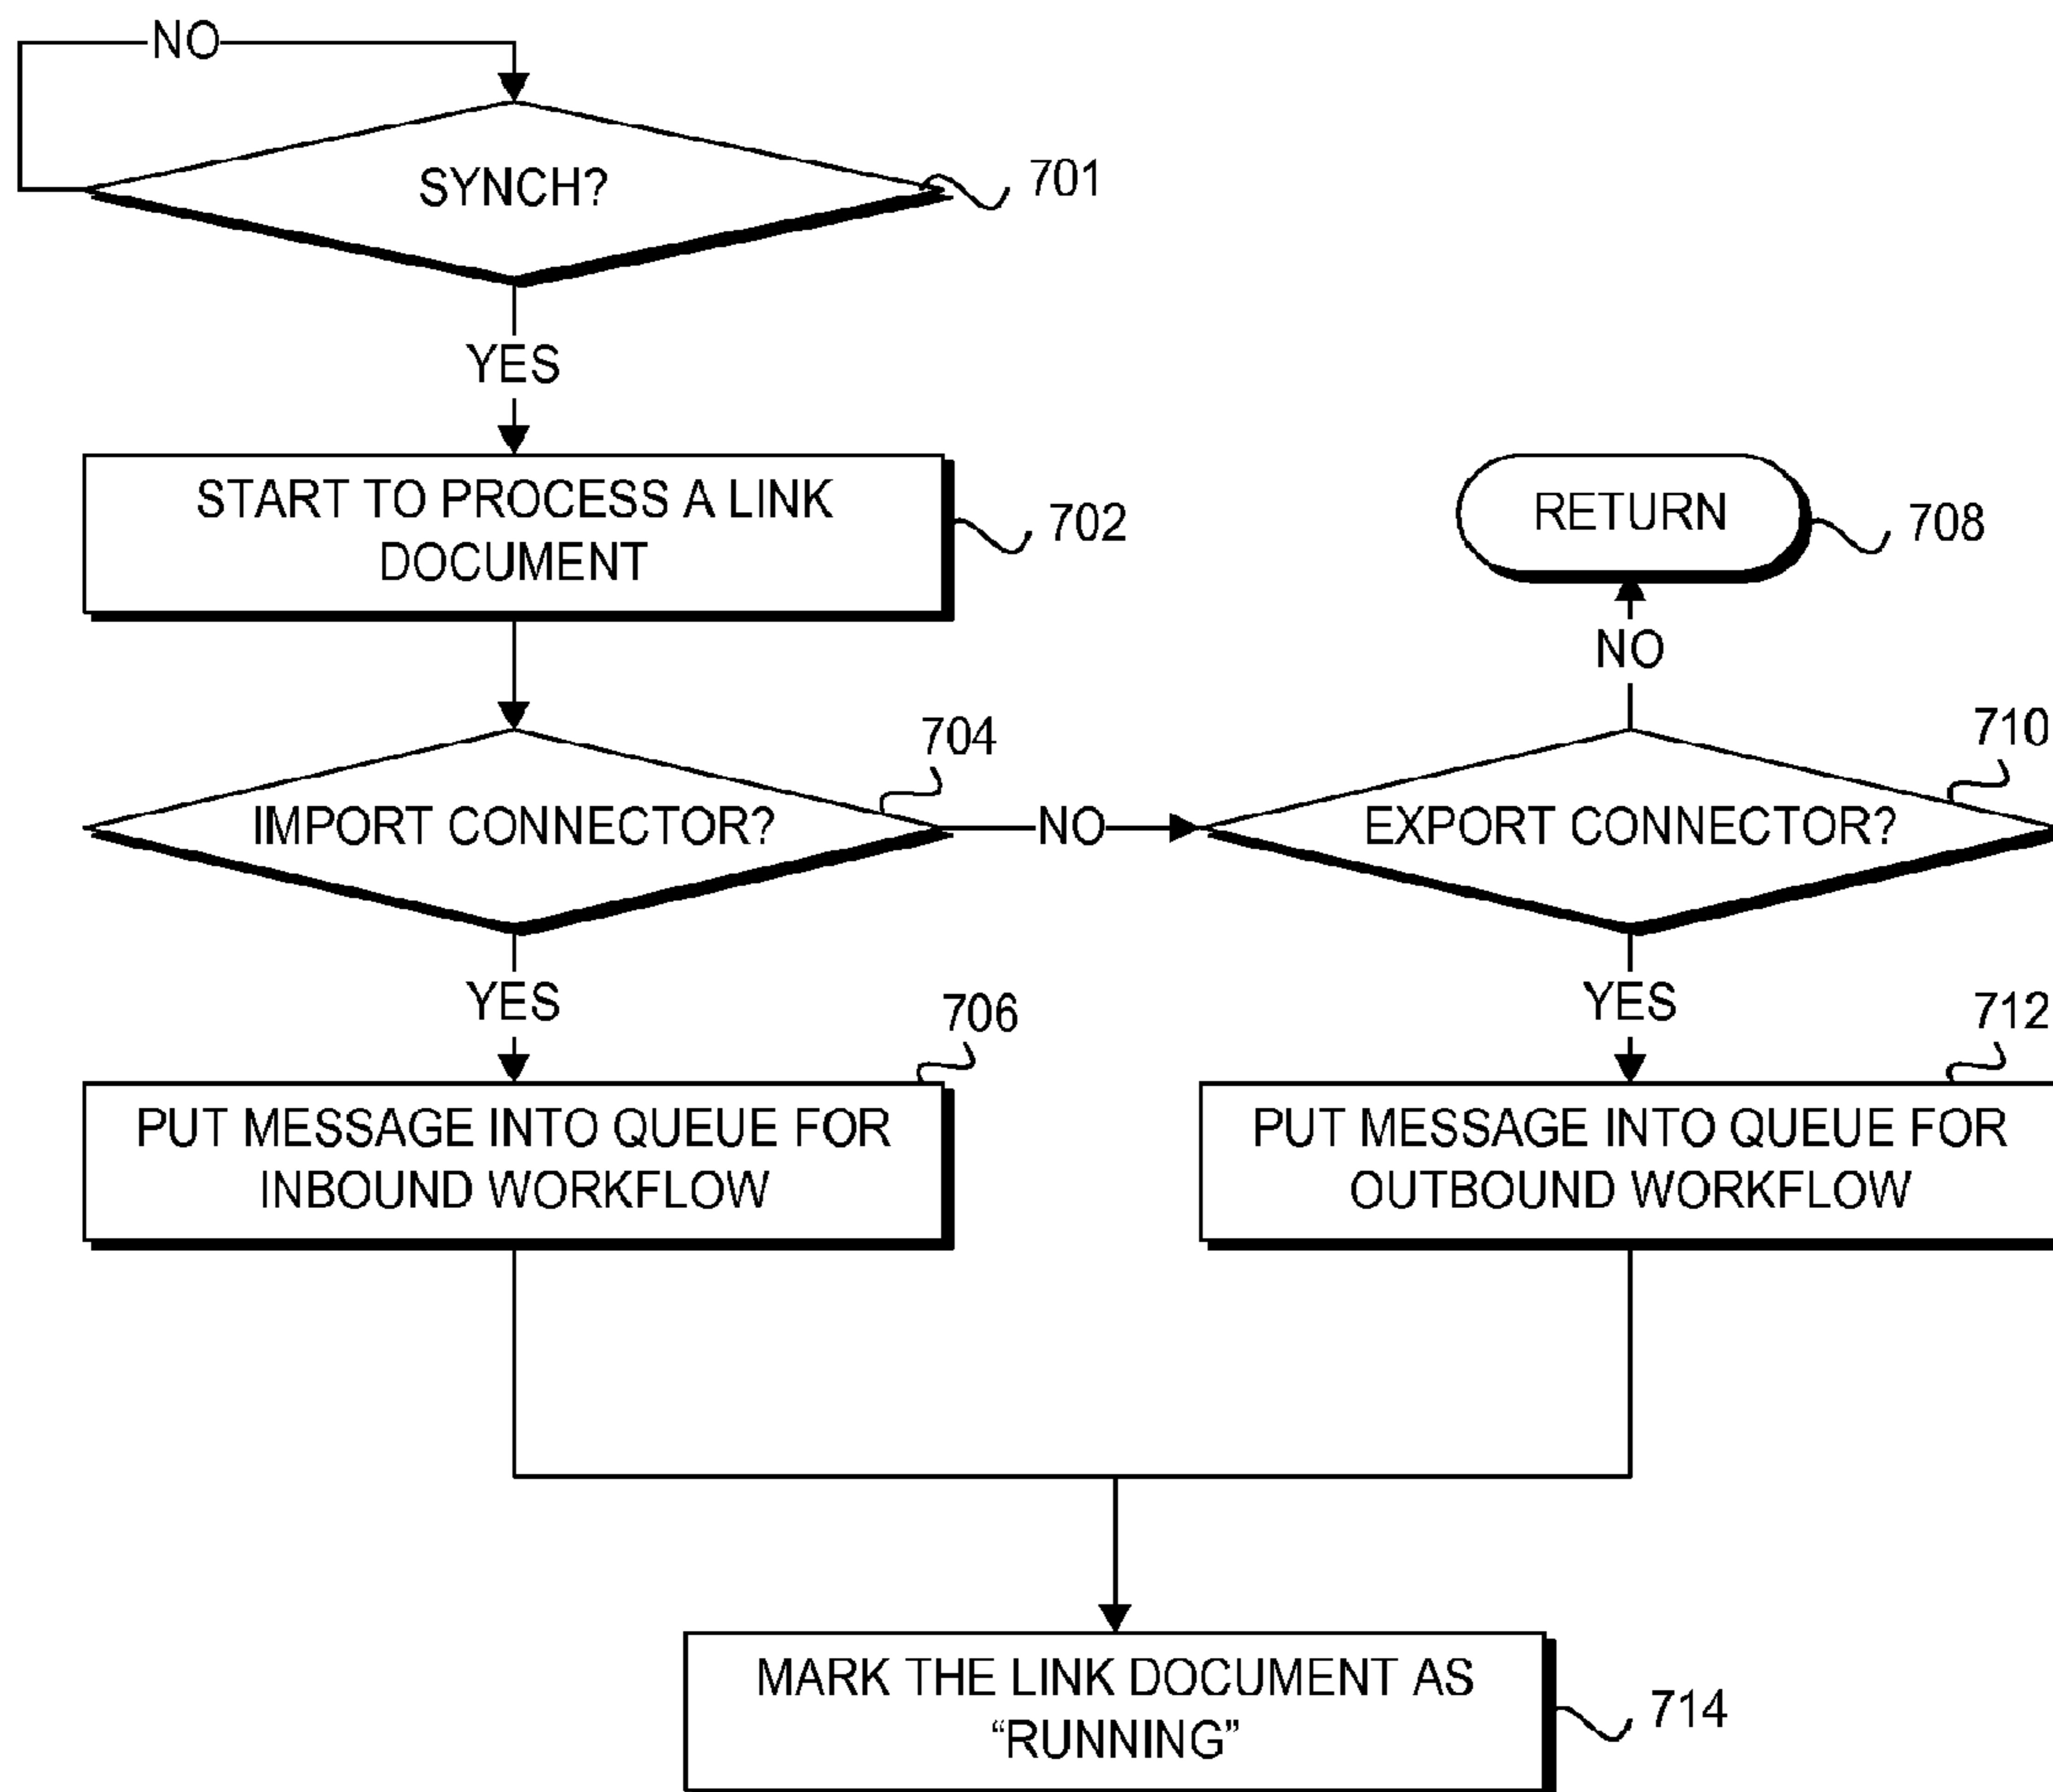 NO
SYNCH?
701
YES
START TO PROCESS A LINK
DOCUMENT
702
RETURN
708
NO
704
710
IMPORT CONNECTOR?
NO
EXPORT CONNECTOR?
YES
YES
706
712
PUT MESSAGE INTO QUEUE FOR
INBOUND WORKFLOW
PUT MESSAGE INTO QUEUE FOR
OUTBOUND WORKFLOW
MARK THE LINK DOCUMENT AS
“RUNNING”
714